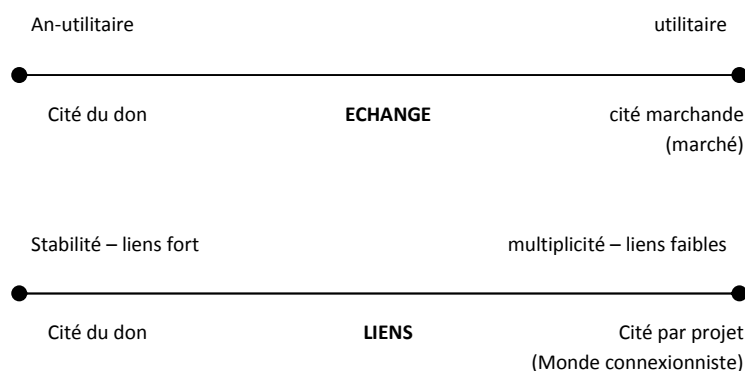 An-utilitaire utilitaire
Cité du don ECHANGE cité marchande
(marché)
Stabilité – liens fort multiplicité – liens faibles
Cité du don LIENS Cité par projet
(Monde connexionniste)